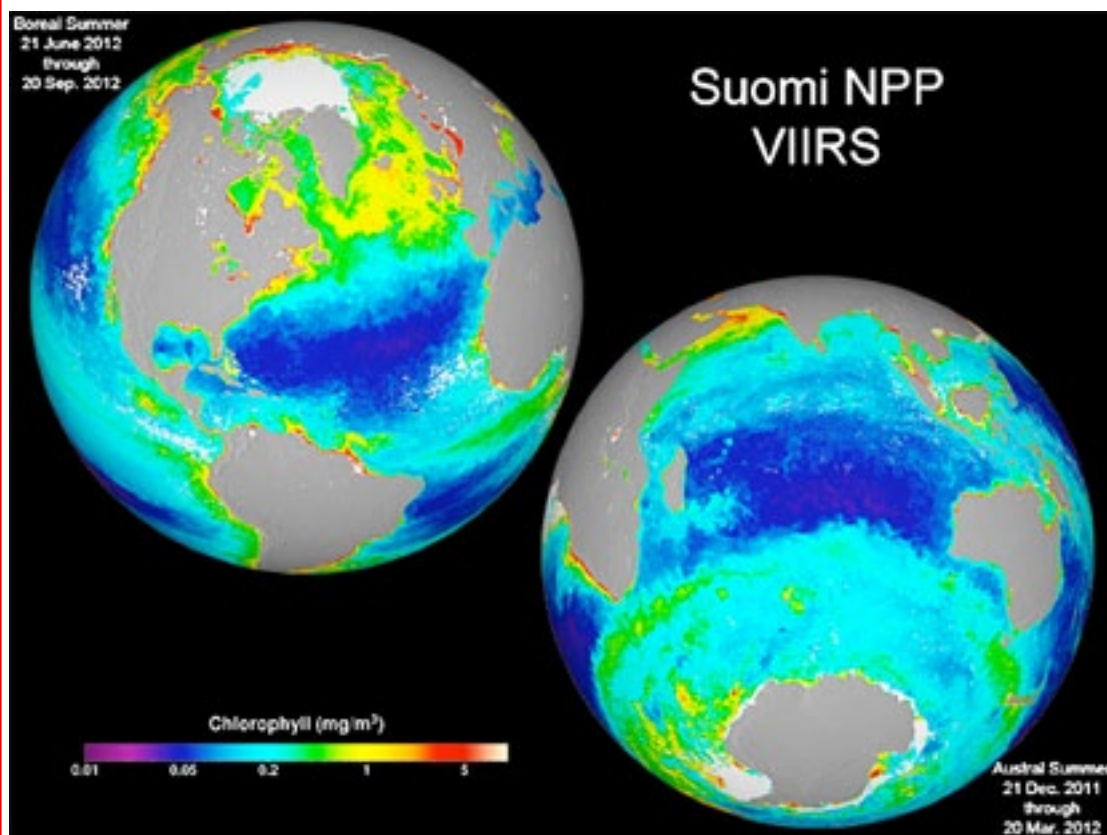 Boreal Summer
21 June 2012
through
20 Sep. 2012
Suomi NPP
VIIRS
Chlorophyll (mg/m³)
0.01 0.05 0.2 1 5
Austral Summer
21 Dec. 2011
through
20 Mar. 2012